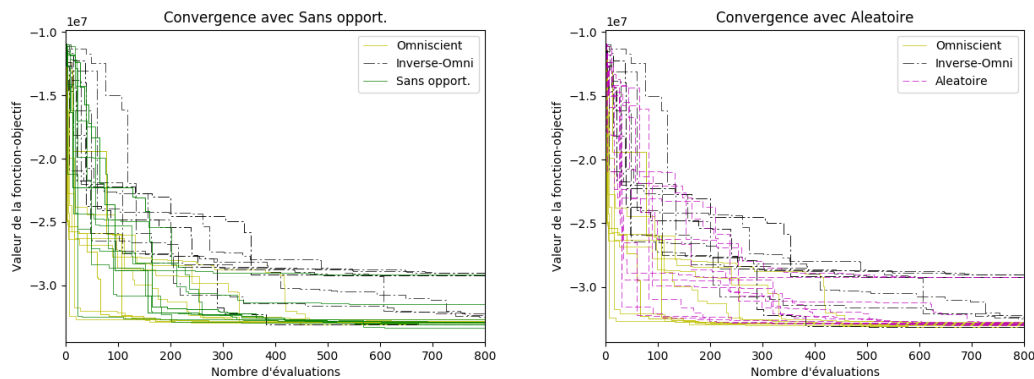 Convergence avec Sans opport.
1e7
−1.0
−1.5
−2.0
−2.5
−3.0
Valeur de la fonction-objectif
Omniscient
Inverse-Omni
Sans opport.
0 100 200 300 400 500 600 700 800
Nombre d'évaluations
Convergence avec Aleatoire
1e7
−1.0
−1.5
−2.0
−2.5
−3.0
Valeur de la fonction-objectif
Omniscient
Inverse-Omni
Aleatoire
0 100 200 300 400 500 600 700 800
Nombre d'évaluations